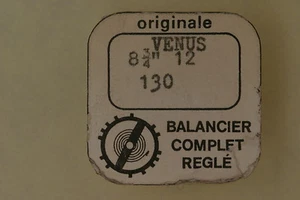 originale
VENUS
8 3/4" 12
130
BALANCIER
COMPLET
REGLÉ